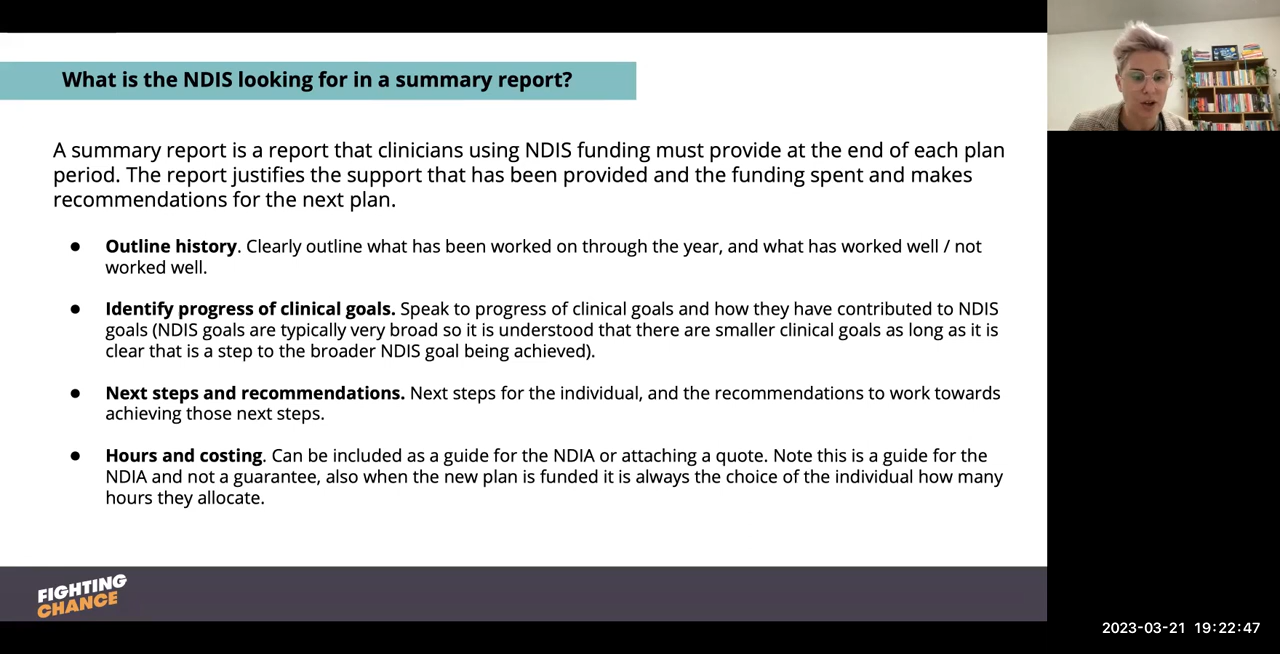 What is the NDIS looking for in a summary report?
A summary report is a report that clinicians using NDIS funding must provide at the end of each plan
period. The report justifies the support that has been provided and the funding spent and makes
recommendations for the next plan.
● Outline history. Clearly outline what has been worked on through the year, and what has worked well / not
worked well.
● Identify progress of clinical goals. Speak to progress of clinical goals and how they have contributed to NDIS
goals (NDIS goals are typically very broad so it is understood that there are smaller clinical goals as long as it is
clear that is a step to the broader NDIS goal being achieved).
● Next steps and recommendations. Next steps for the individual, and the recommendations to work towards
achieving those next steps.
● Hours and costing. Can be included as a guide for the NDIA or attaching a quote. Note this is a guide for the
NDIA and not a guarantee, also when the new plan is funded it is always the choice of the individual how many
hours they allocate.
FIGHTING
CHANCE
2023-03-21 19:22:47